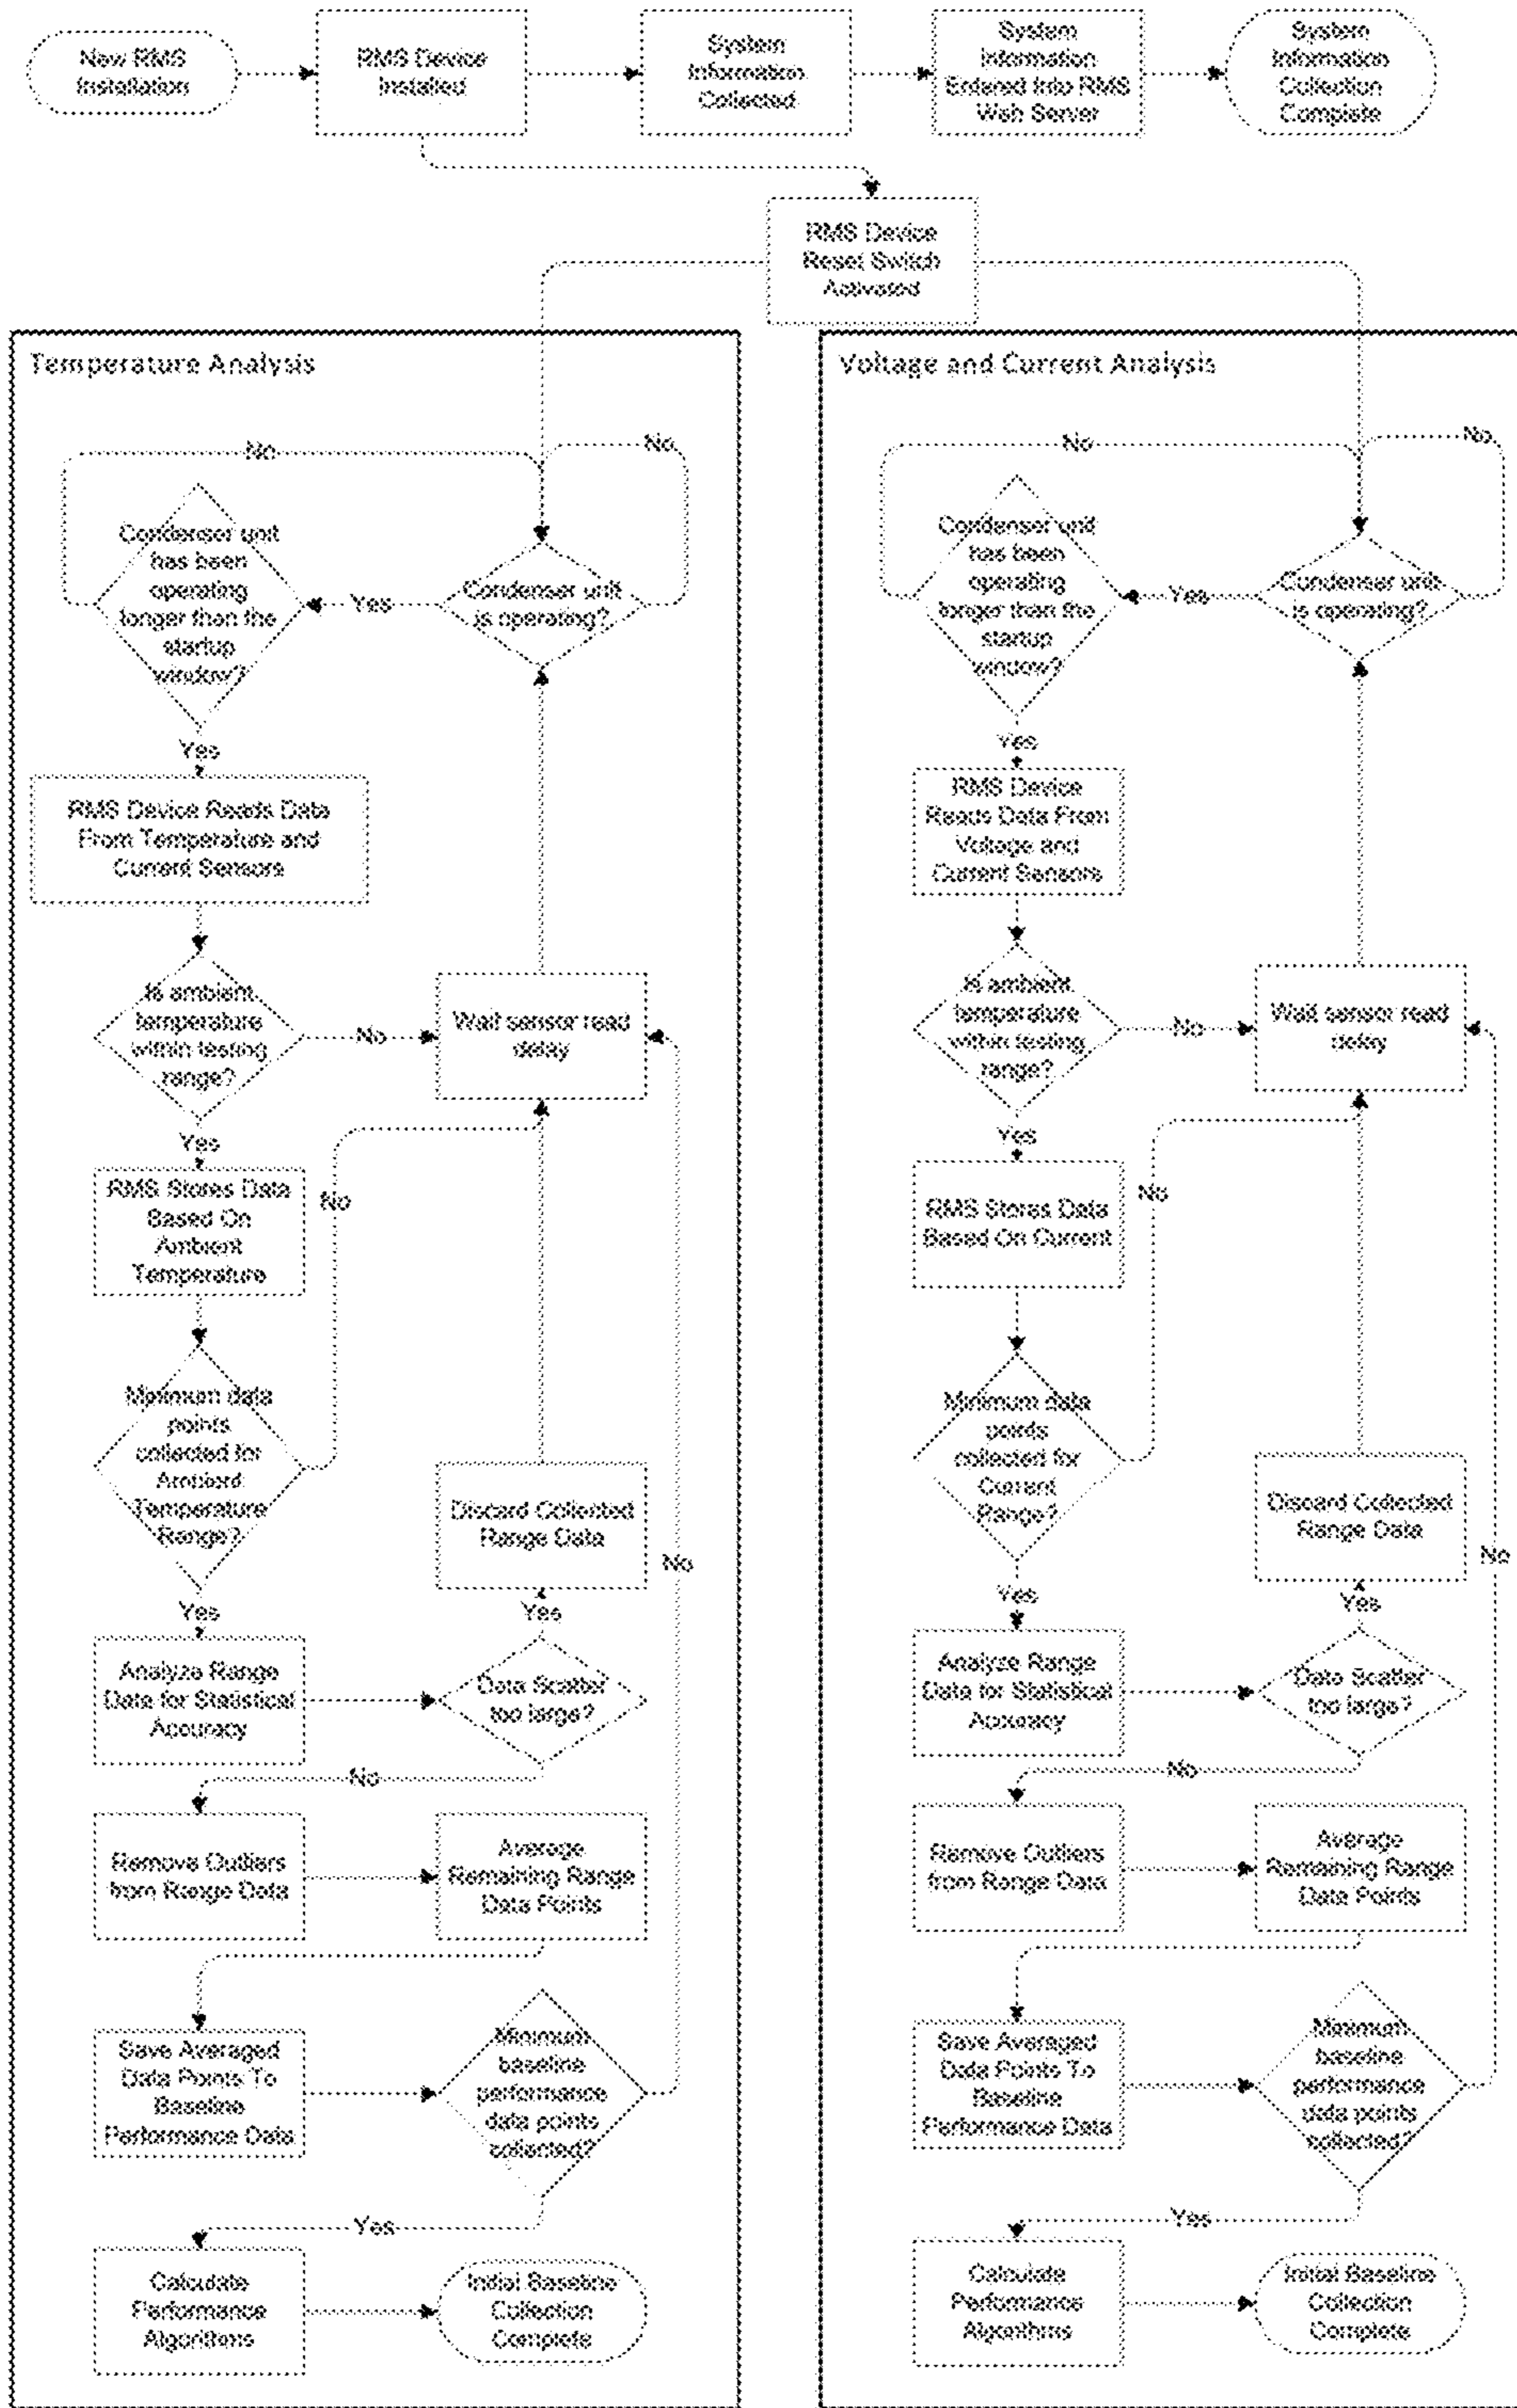 New RMS
Installation
RMS Device
Installed
System
Information
Collected
System
Information
Entered Into RMS
Web Server
System
Information
Collection
Complete
RMS Device
Reset Switch
Activated
Temperature Analysis
No
No
Condenser unit
has been
operating
longer than the
startup
window?
Yes
Condenser unit
is operating?
Yes
RMS Device Reads Data
From Temperature and
Current Sensors
Is ambient
temperature
within testing
range?
No
Wait sensor read
delay
Yes
RMS Stores Data
Based On
Ambient
Temperature
No
Minimum data
points
collected for
Ambient
Temperature
Range?
Discard Collected
Range Data
No
Yes
Yes
Analyze Range
Data for Statistical
Accuracy
Data Scatter
too large?
No
Remove Outliers
from Range Data
Average
Remaining Range
Data Points
Save Averaged
Data Points To
Baseline
Performance Data
Minimum
baseline
performance
data points
collected?
Yes
Calculate
Performance
Algorithms
Initial Baseline
Collection
Complete
Voltage and Current Analysis
No
No
Condenser unit
has been
operating
longer than the
startup
window?
Yes
Condenser unit
is operating?
Yes
RMS Device
Reads Data From
Voltage and
Current Sensors
Is ambient
temperature
within testing
range?
No
Wait sensor read
delay
Yes
RMS Stores Data
Based On Current
No
Minimum data
points
collected for
Current
Range?
Discard Collected
Range Data
No
Yes
Yes
Analyze Range
Data for Statistical
Accuracy
Data Scatter
too large?
No
Remove Outliers
from Range Data
Average
Remaining Range
Data Points
Save Averaged
Data Points To
Baseline
Performance Data
Minimum
baseline
performance
data points
collected?
Yes
Calculate
Performance
Algorithms
Initial Baseline
Collection
Complete